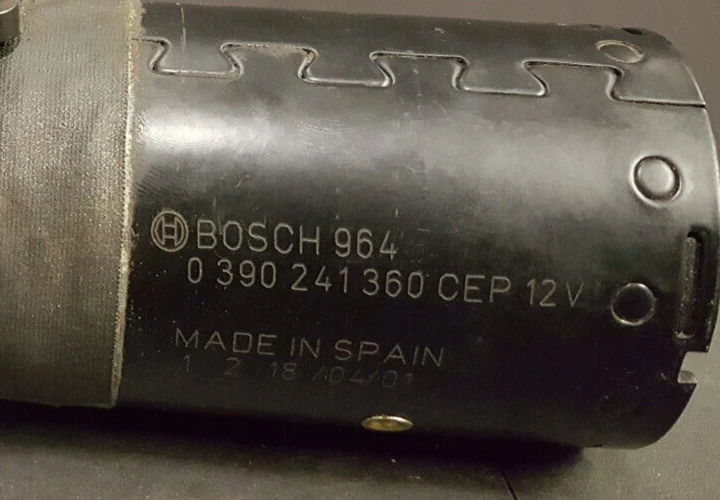 BOSCH 964
0 390 241 360 CEP 12V
MADE IN SPAIN
1 2 18 /04/01